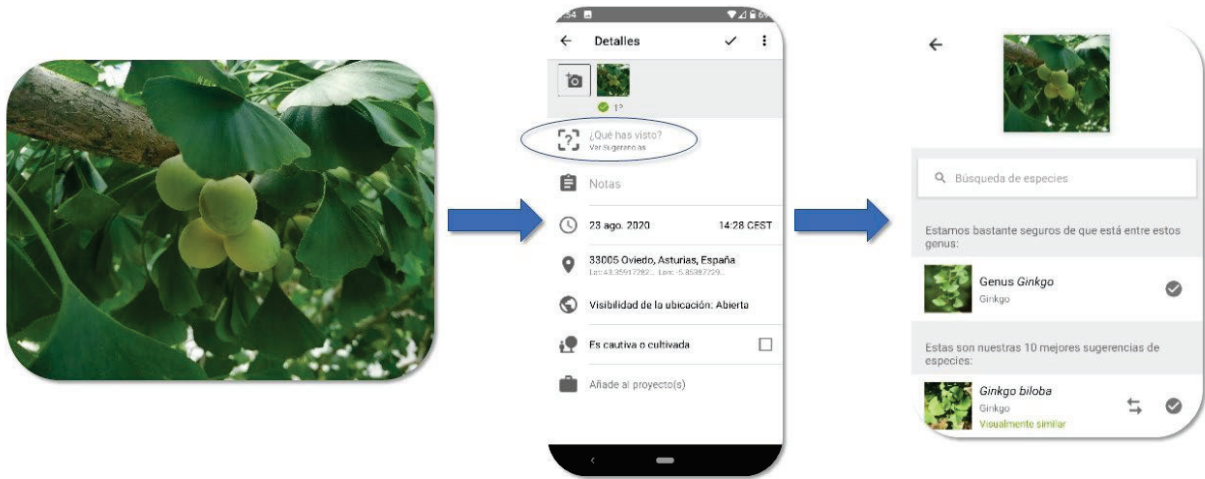 :54
Detalles
1º
¿Qué has visto?
Ver Sugerencias
Notas
23 ago. 2020 14:28 CEST
33005 Oviedo, Asturias, España
Visibilidad de la ubicación: Abierta
Es cautiva o cultivada
Añade al proyecto(s)
Búsqueda de especies
Estamos bastante seguros de que está entre estos
genus:
Genus Ginkgo
Ginkgo
Estas son nuestras 10 mejores sugerencias de
especies:
Ginkgo biloba
Ginkgo
Visualmente similar